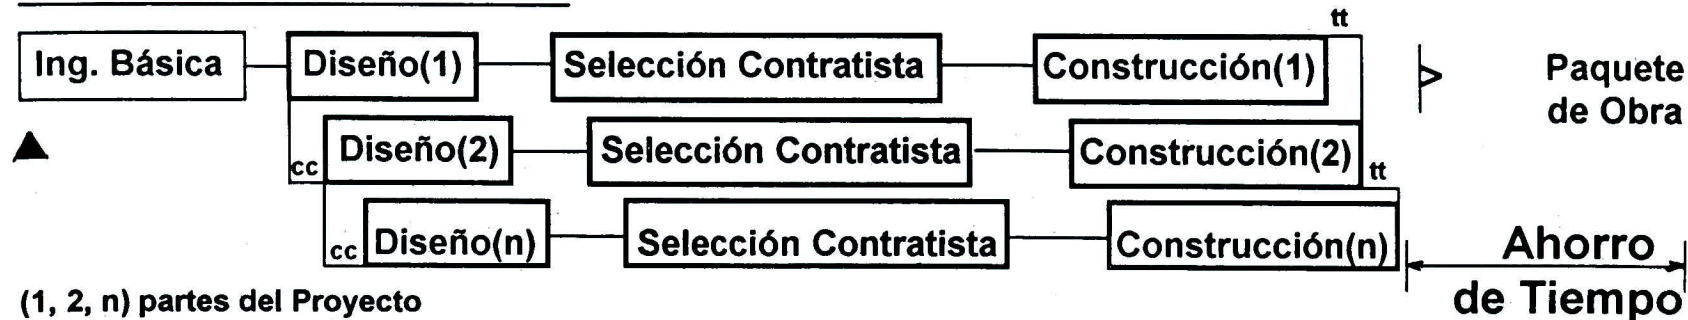 tt
Ing. Básica Diseño(1) Selección Contratista Construcción(1) > Paquete
de Obra
cc Diseño(2) Selección Contratista Construcción(2) tt
cc Diseño(n) Selección Contratista Construcción(n) Ahorro
de Tiempo
(1, 2, n) partes del Proyecto